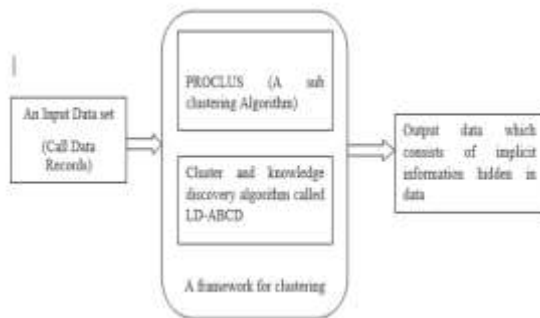 An Input Data set
(Call Data
Records)
PROCLUS (A sub
clustering Algorithm)
Cluster and knowledge
discovery algorithm called
LD-ABCD
A framework for clustering
Output data which
consists of implicit
information hidden in
data